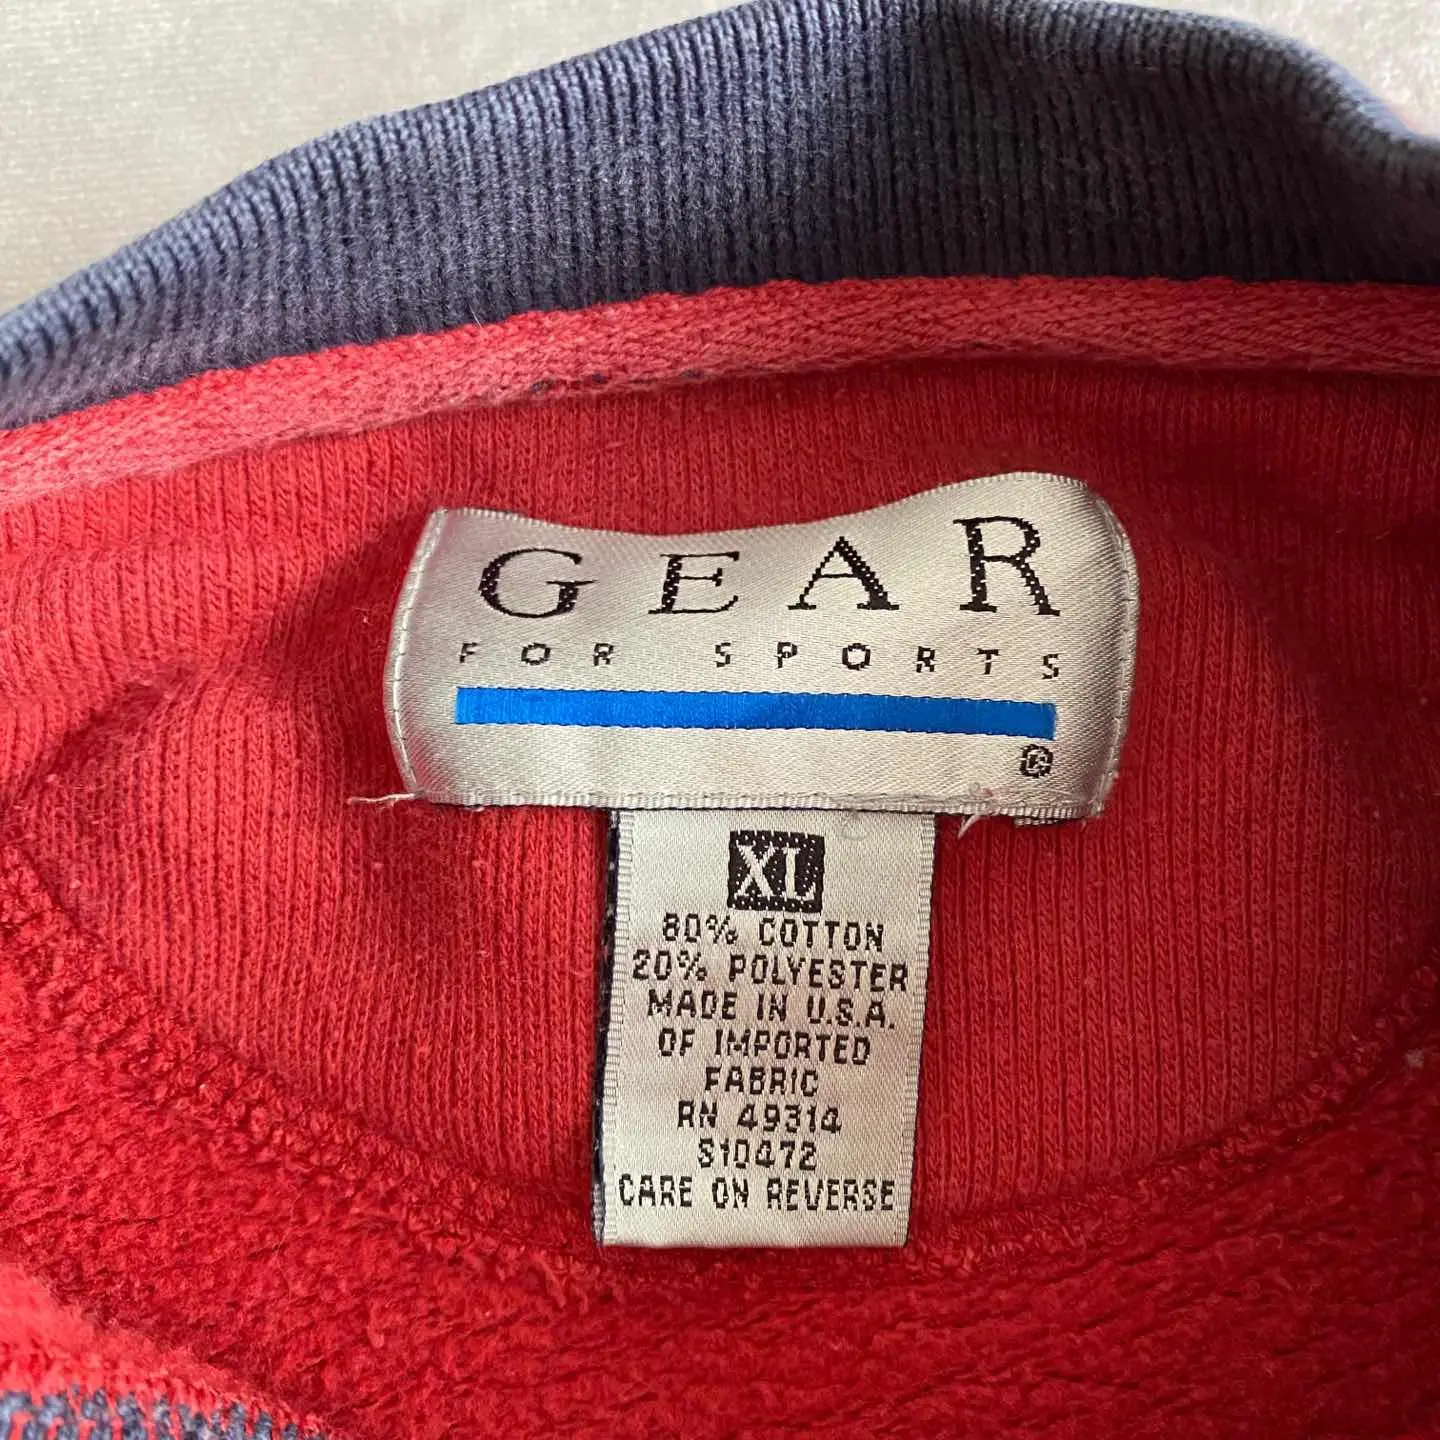 GEAR
FOR SPORTS
®
XL
80% COTTON
20% POLYESTER
MADE IN U.S.A.
OF IMPORTED
FABRIC
RN 49314
S10472
CARE ON REVERSE